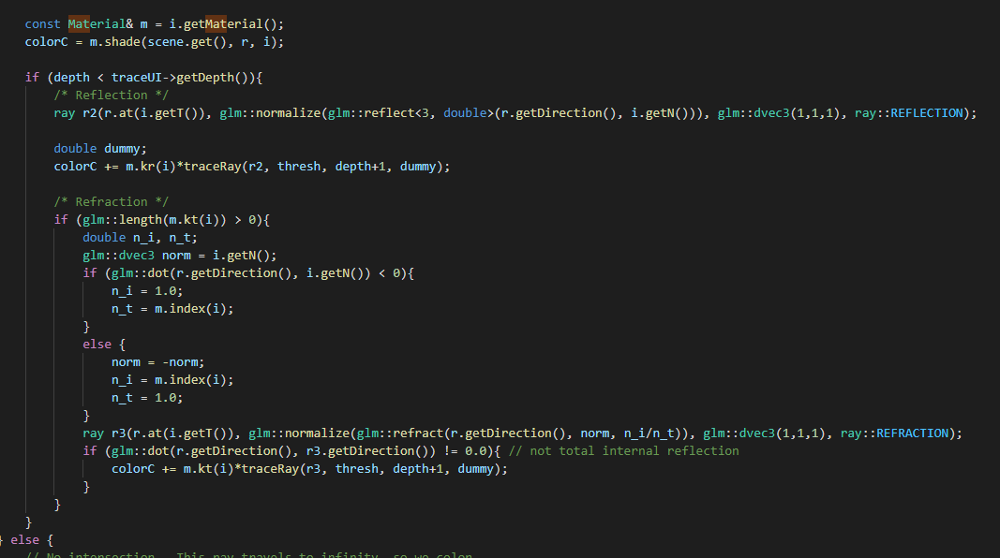 const Material& m = i.getMaterial();
colorC = m.shade(scene.get(), r, i);
if (depth < traceUI->getDepth()){
/* Reflection */
ray r2(r.at(i.getT()), glm::normalize(glm::reflect<3, double>(r.getDirection(), i.getN())), glm::dvec3(1,1,1), ray::REFLECTION);
double dummy;
colorC += m.kr(i)*traceRay(r2, thresh, depth+1, dummy);
/* Refraction */
if (glm::length(m.kt(i)) > 0){
double n_i, n_t;
glm::dvec3 norm = i.getN();
if (glm::dot(r.getDirection(), i.getN()) < 0){
n_i = 1.0;
n_t = m.index(i);
}
else {
norm = -norm;
n_i = m.index(i);
n_t = 1.0;
}
ray r3(r.at(i.getT()), glm::normalize(glm::refract(r.getDirection(), norm, n_i/n_t)), glm::dvec3(1,1,1), ray::REFRACTION);
if (glm::dot(r.getDirection(), r3.getDirection()) != 0.0){ // not total internal reflection
colorC += m.kt(i)*traceRay(r3, thresh, depth+1, dummy);
}
}
}
} else {
// No intersection. This ray travels to infinity, so we color